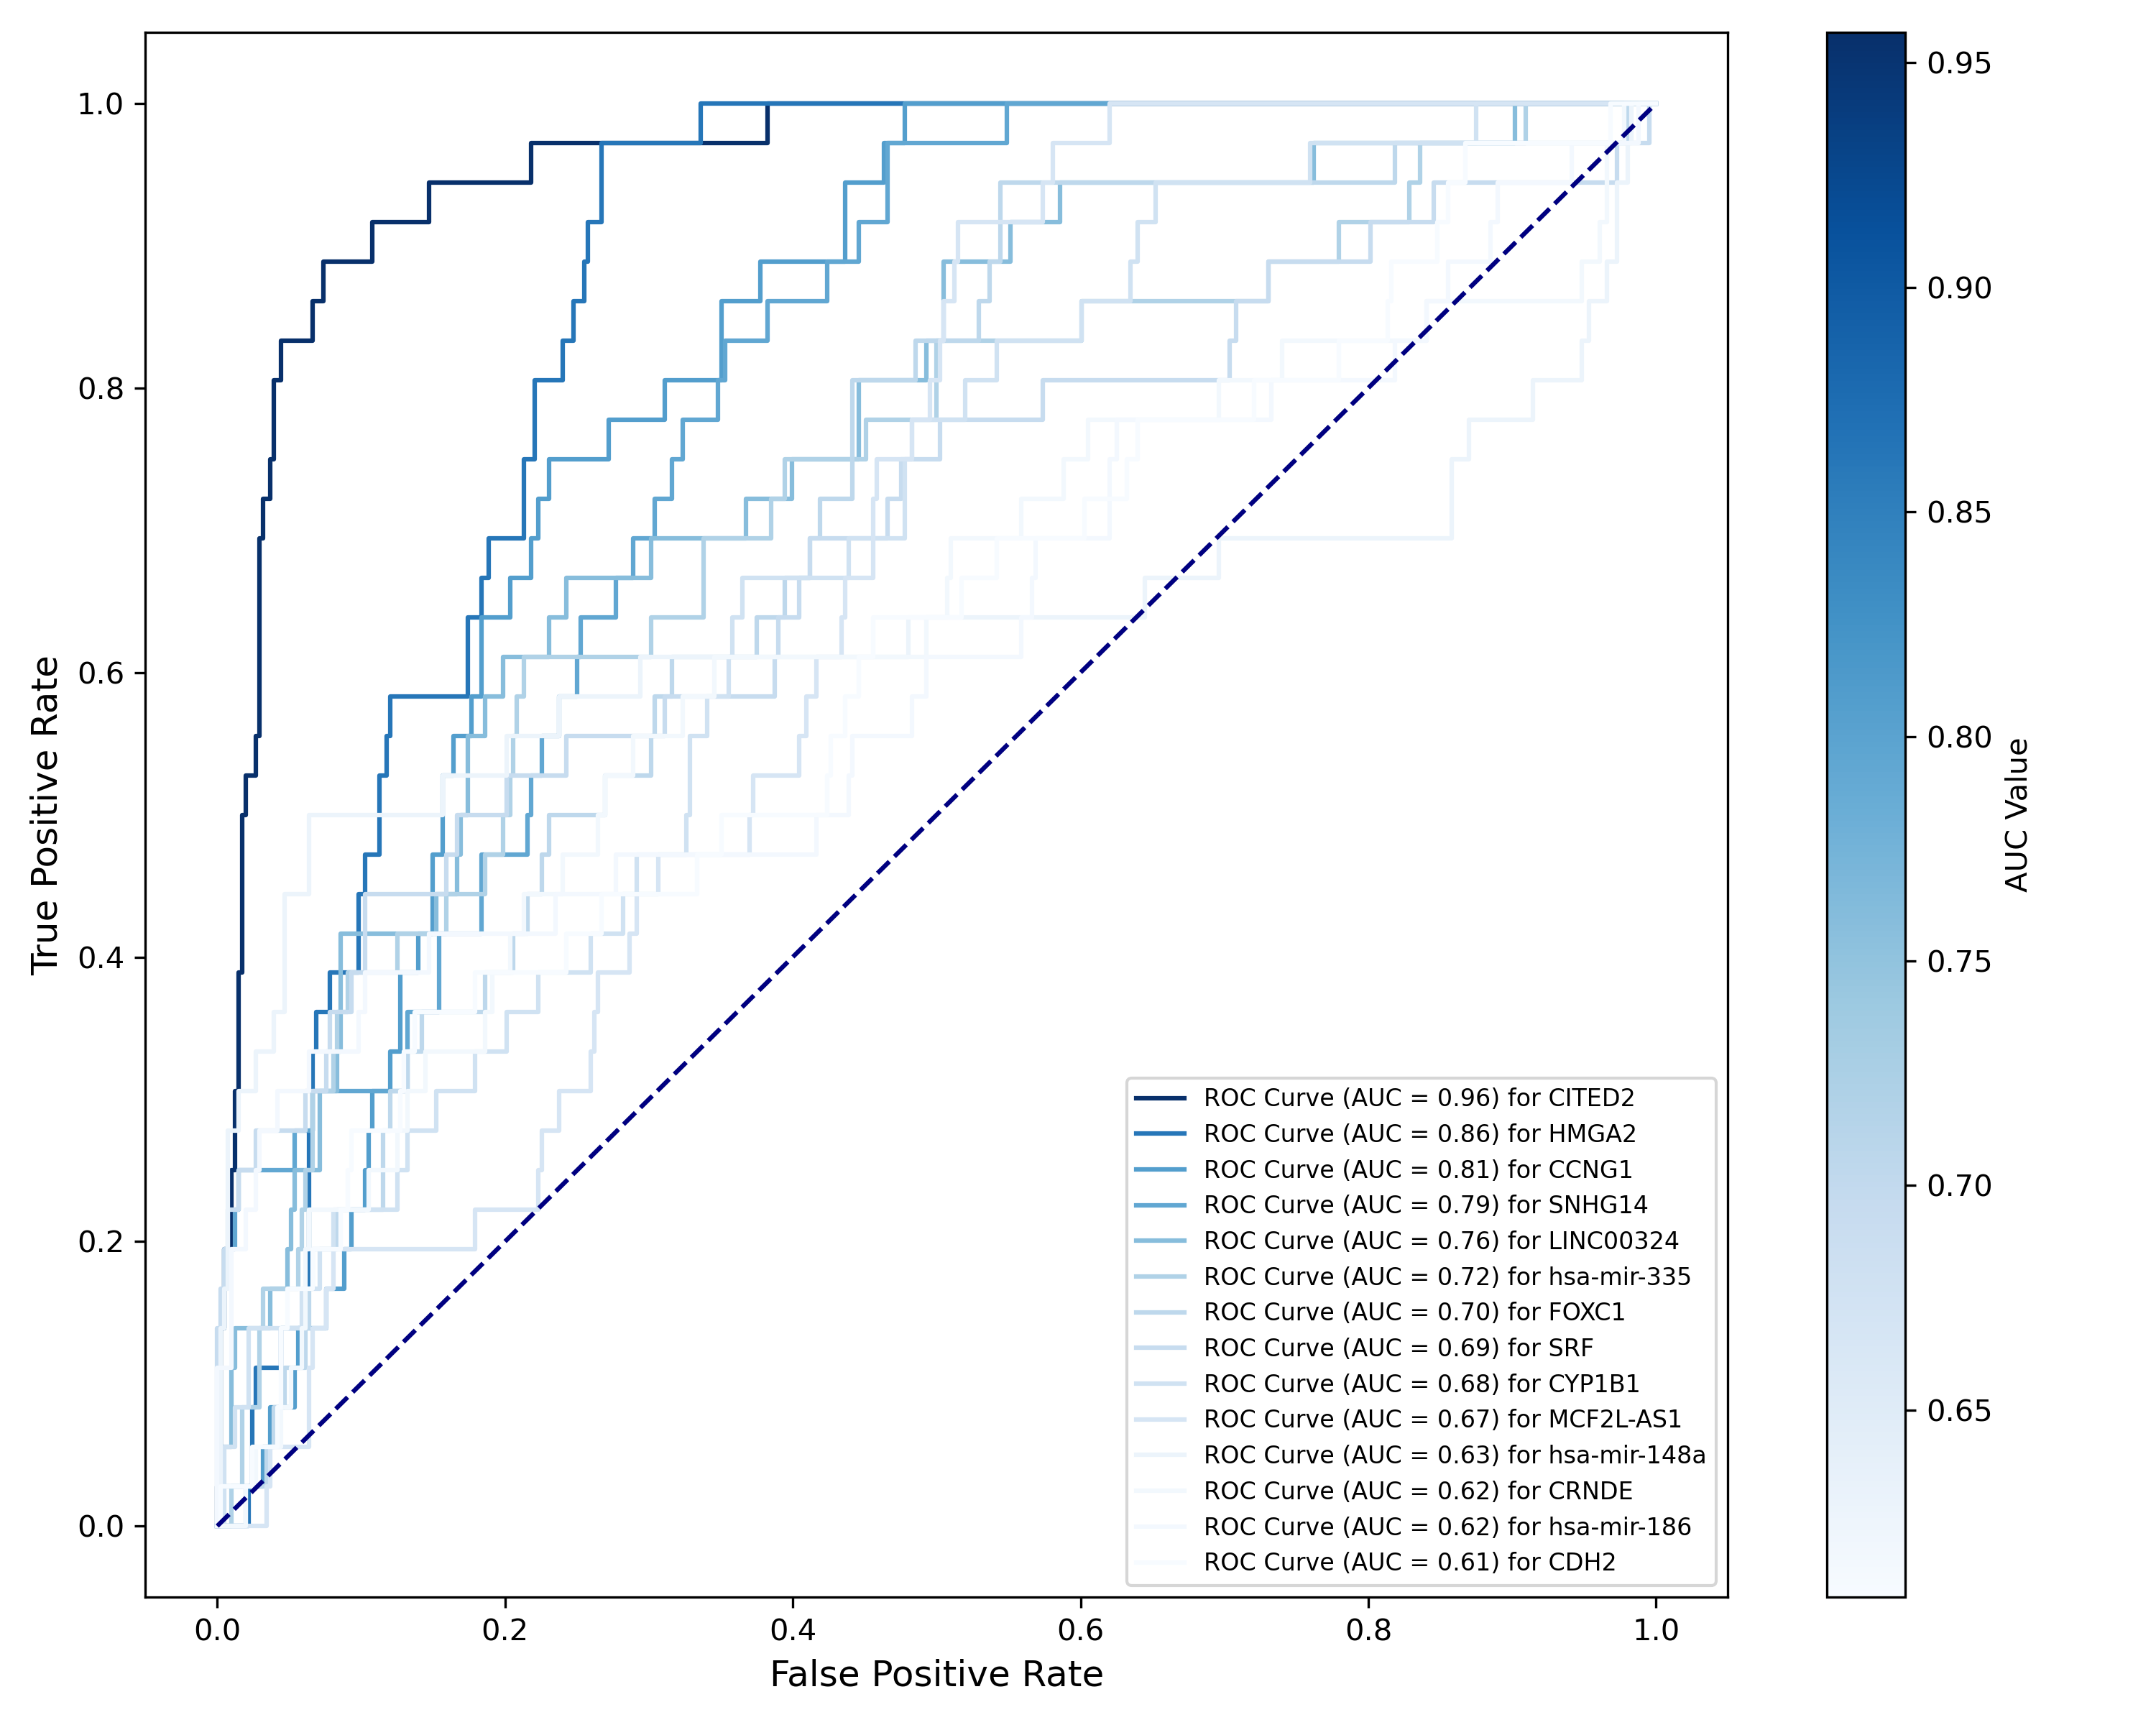 1.0
0.8
0.6
0.4
0.2
0.0
True Positive Rate
0.0 0.2 0.4 0.6 0.8 1.0
False Positive Rate
ROC Curve (AUC = 0.96) for CITED2
ROC Curve (AUC = 0.86) for HMGA2
ROC Curve (AUC = 0.81) for CCNG1
ROC Curve (AUC = 0.79) for SNHG14
ROC Curve (AUC = 0.76) for LINC00324
ROC Curve (AUC = 0.72) for hsa-mir-335
ROC Curve (AUC = 0.70) for FOXC1
ROC Curve (AUC = 0.69) for SRF
ROC Curve (AUC = 0.68) for CYP1B1
ROC Curve (AUC = 0.67) for MCF2L-AS1
ROC Curve (AUC = 0.63) for hsa-mir-148a
ROC Curve (AUC = 0.62) for CRNDE
ROC Curve (AUC = 0.62) for hsa-mir-186
ROC Curve (AUC = 0.61) for CDH2
0.95
0.90
0.85
0.80
0.75
0.70
0.65
AUC Value